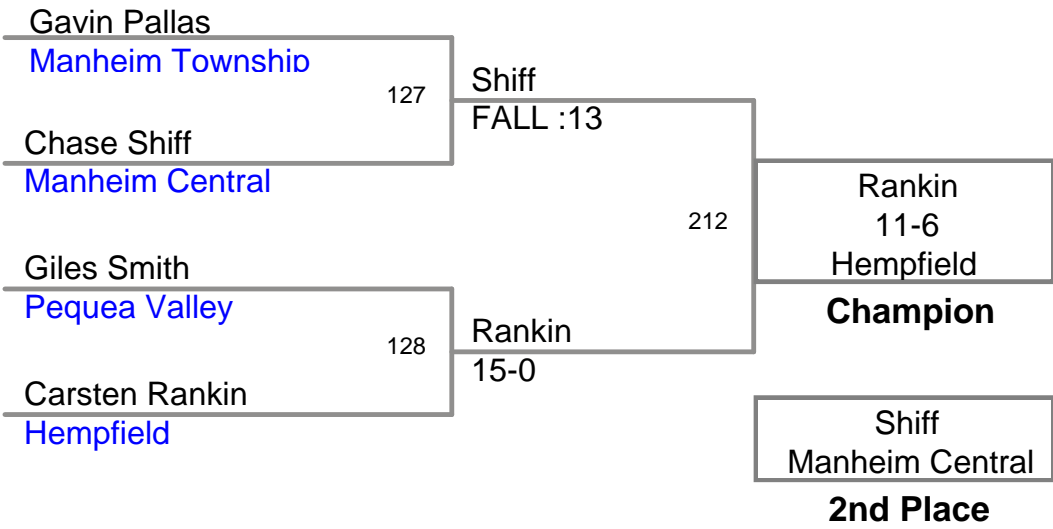 Gavin Pallas
Manheim Township
127
Chase Shiff
Manheim Central
Shiff
FALL :13
Giles Smith
Pequea Valley
128
Carsten Rankin
Hempfield
Rankin
15-0
212
Rankin
11-6
Hempfield
Champion
Shiff
Manheim Central
2nd Place